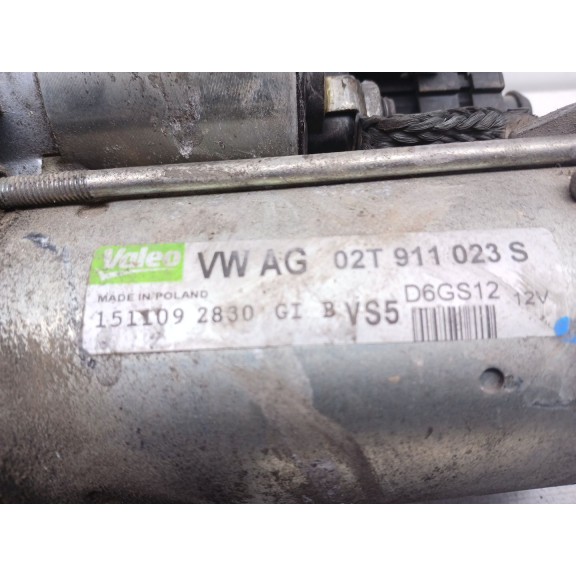 Valeo VW AG 02T 911 023 S
MADE IN POLAND D6GS12 12V
151109 2830 GI B VS5